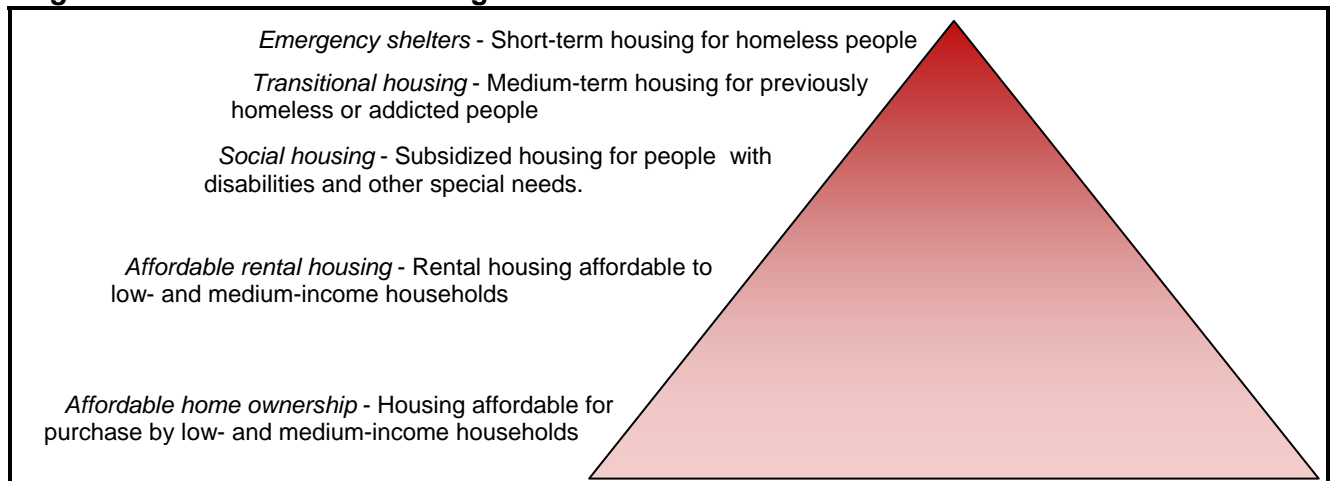 Emergency shelters - Short-term housing for homeless people
Transitional housing - Medium-term housing for previously
homeless or addicted people
Social housing - Subsidized housing for people  with
disabilities and other special needs.
Affordable rental housing - Rental housing affordable to
low- and medium-income households
Affordable home ownership - Housing affordable for
purchase by low- and medium-income households